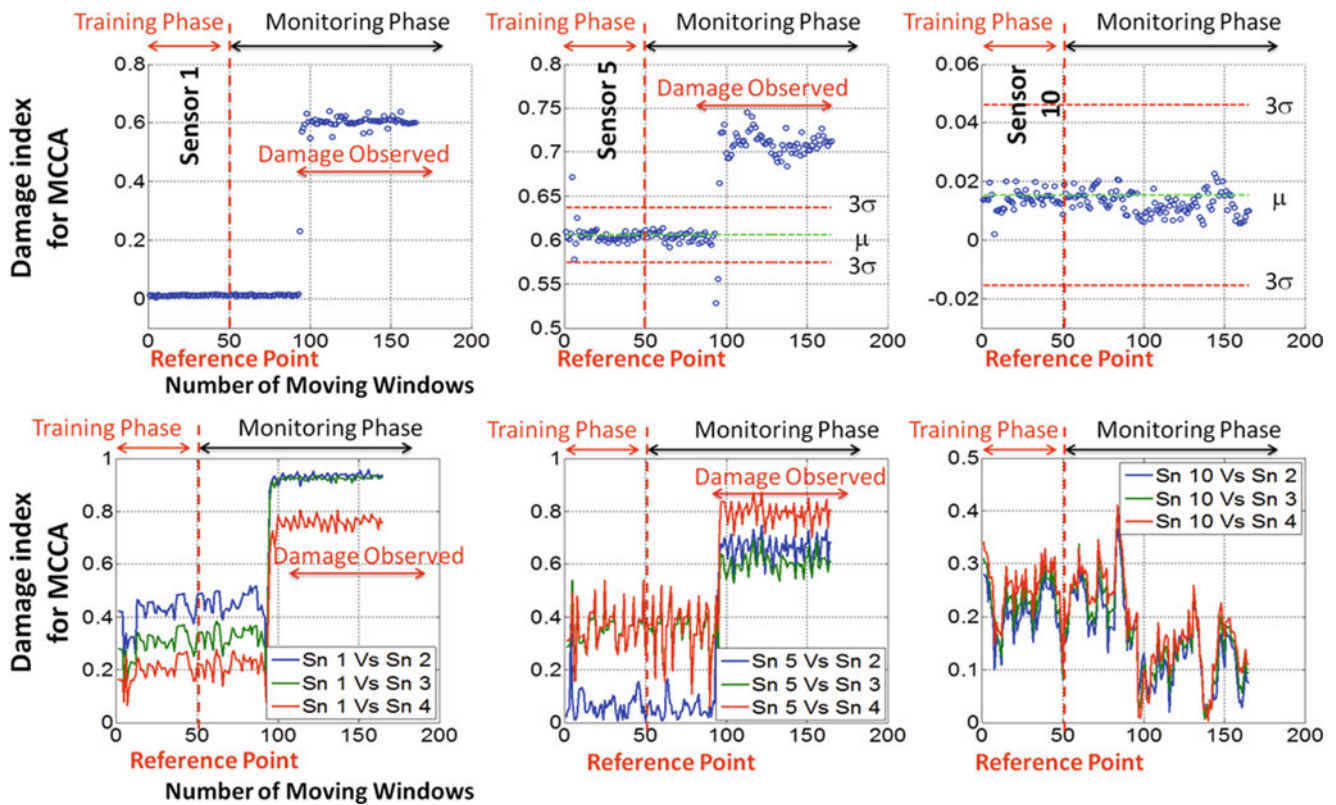 Training Phase Monitoring Phase
Training Phase Monitoring Phase
Training Phase Monitoring Phase
Damage index
for MCCA
0.8
0.6
0.4
0.2
0
Sensor 1
Damage Observed
0 50 100 150 200
Reference Point
Number of Moving Windows
0.8
0.75
0.7
0.65
0.6
0.55
0.5
Sensor 5
Damage Observed
3σ
μ
3σ
0 50 100 150 200
Reference Point
0.06
0.04
0.02
0
-0.02
Sensor
10
3σ
μ
3σ
0 50 100 150 200
Reference Point
Training Phase Monitoring Phase
Training Phase Monitoring Phase
Training Phase Monitoring Phase
Damage index
for MCCA
1
0.8
0.6
0.4
0.2
0
Damage Observed
Sn 1 Vs Sn 2
Sn 1 Vs Sn 3
Sn 1 Vs Sn 4
0 50 100 150 200
Reference Point
Number of Moving Windows
1
0.8
0.6
0.4
0.2
0
Damage Observed
Sn 5 Vs Sn 2
Sn 5 Vs Sn 3
Sn 5 Vs Sn 4
0 50 100 150 200
Reference Point
0.5
0.4
0.3
0.2
0.1
0
Sn 10 Vs Sn 2
Sn 10 Vs Sn 3
Sn 10 Vs Sn 4
0 50 100 150 200
Reference Point